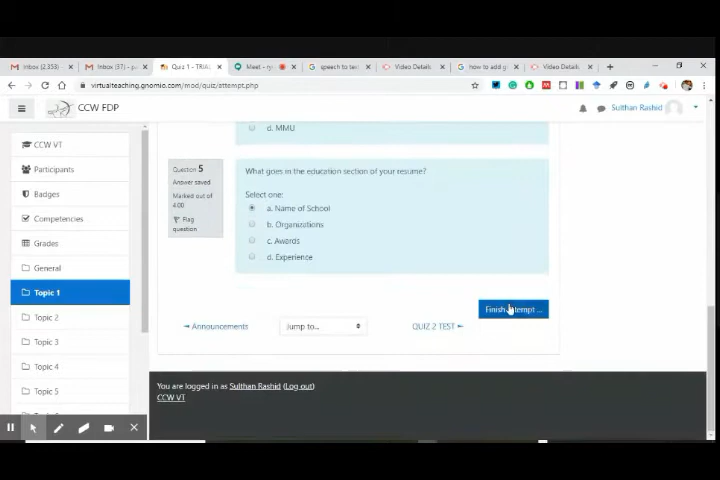 Inbox (2,353)
Inbox (37) - p
Quiz 1 - TRIA
Meet - ry
speech to tex
Video Details
how to add g
Video Details
virtualteaching.gnomio.com/mod/quiz/attempt.php
CCW FDP
Sulthan Rashid
CCW VT
Participants
Badges
Competencies
Grades
General
Topic 1
Topic 2
Topic 3
Topic 4
Topic 5
d. MMU
Question 5
Answer saved
Marked out of
4.00
Flag
question
What goes in the education section of your resume?
Select one:
a. Name of School
b. Organizations
c. Awards
d. Experience
Finish attempt ...
Announcements
Jump to...
QUIZ 2 TEST
You are logged in as Sulthan Rashid (Log out)
CCW VT